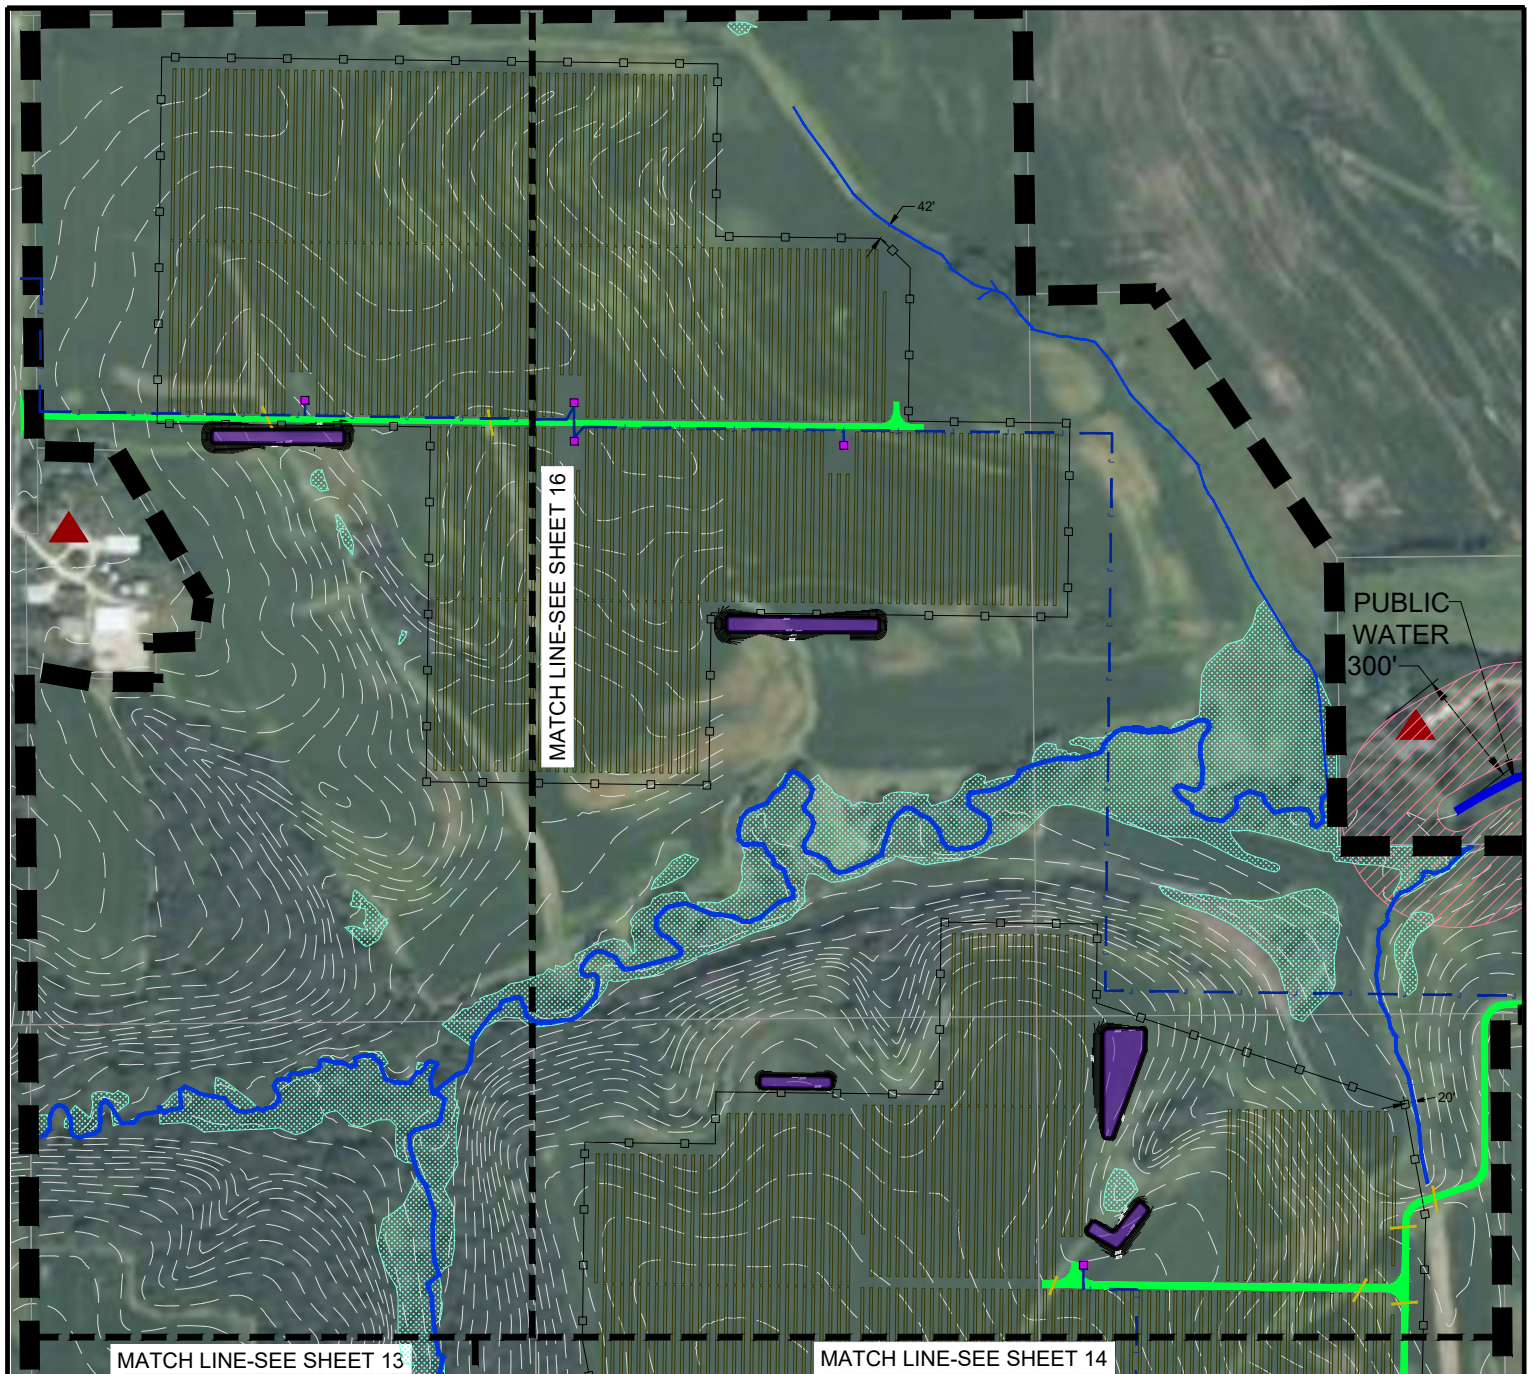 42'
MATCH LINE-SEE SHEET 16
PUBLIC
WATER
300'
20'
MATCH LINE-SEE SHEET 13
MATCH LINE-SEE SHEET 14